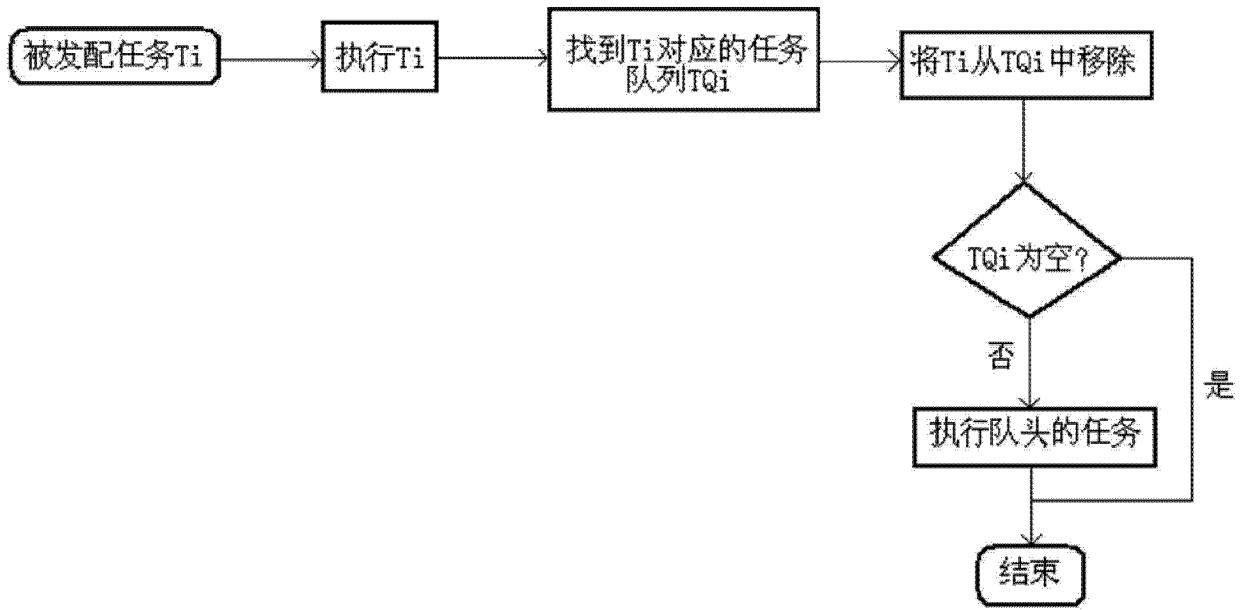 被发配任务Ti
执行Ti
找到Ti对应的任务
队列TQi
将Ti从TQi中移除
TQi为空?
否
是
执行队头的任务
结束